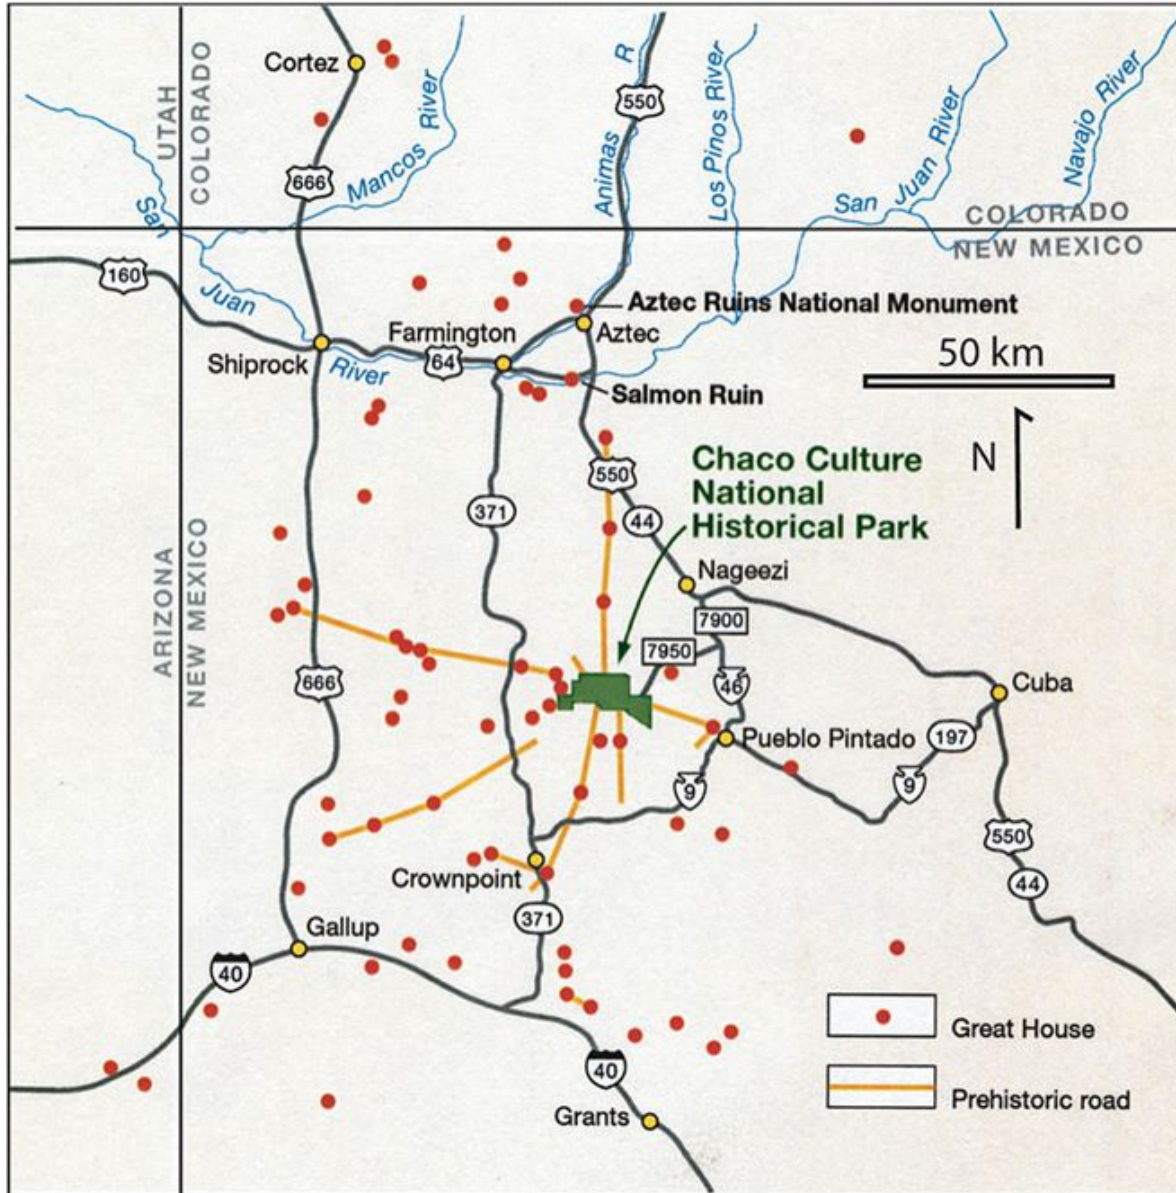 Cortez
UTAH
COLORADO
666
Mancos
River
Animas
R
550
Los Pinos River
San
Juan River
Navajo River
COLORADO
NEW MEXICO
San
Juan
River
160
Shiprock
Farmington
64
Aztec Ruins National Monument
Aztec
Salmon Ruin
50 km
N
Chaco Culture
National
Historical Park
550
44
371
Nageezi
7900
7950
46
ARIZONA
NEW MEXICO
666
Cuba
Pueblo Pintado
197
9
9
550
44
Crownpoint
371
Gallup
40
40
Grants
Great House
Prehistoric road